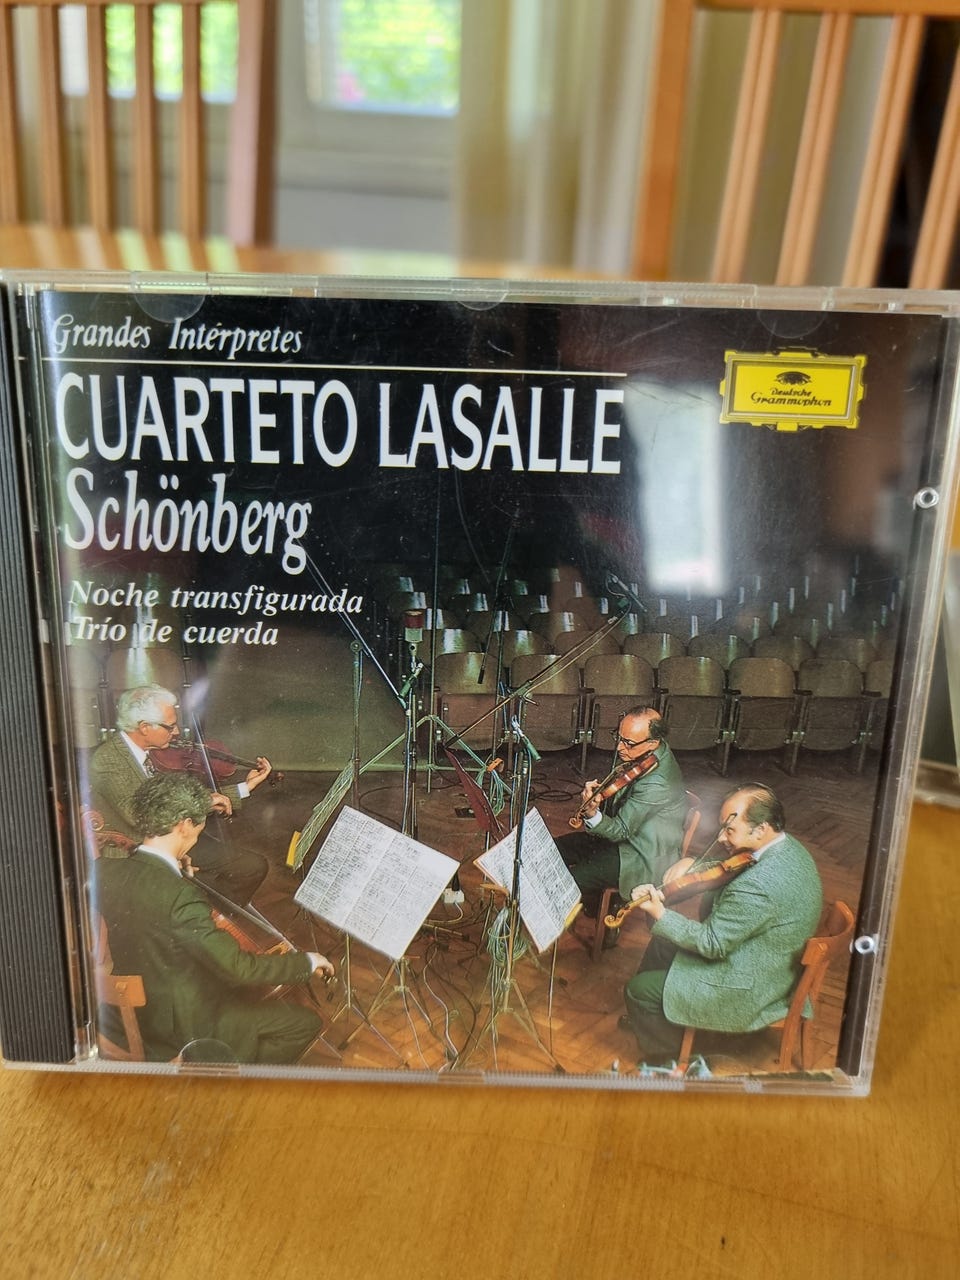 Grandes Intérpretes
CUARTETO LASALLE
Schönberg
Noche transfigurada
Trío de cuerda
Deutsche
Grammophon